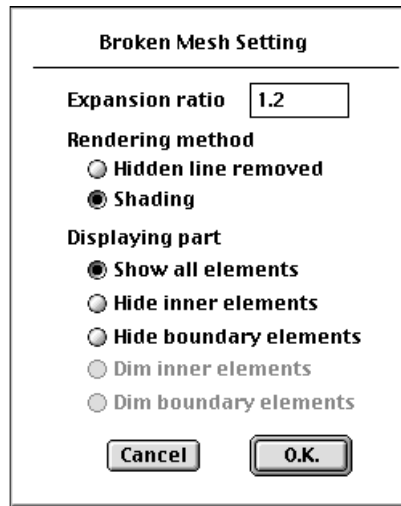 Broken Mesh Setting
Expansion ratio 1.2
Rendering method
Hidden line removed
Shading
Displaying part
Show all elements
Hide inner elements
Hide boundary elements
Dim inner elements
Dim boundary elements
Cancel O.K.